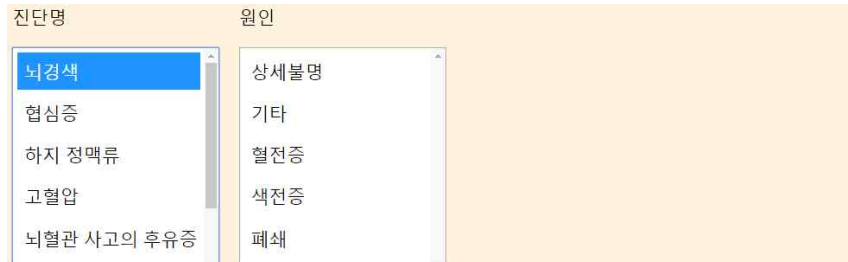 진단명 원인
뇌경색 상세불명
협심증 기타
하지 정맥류 혈전증
고혈압 색전증
뇌혈관 사고의 후유증 폐쇄